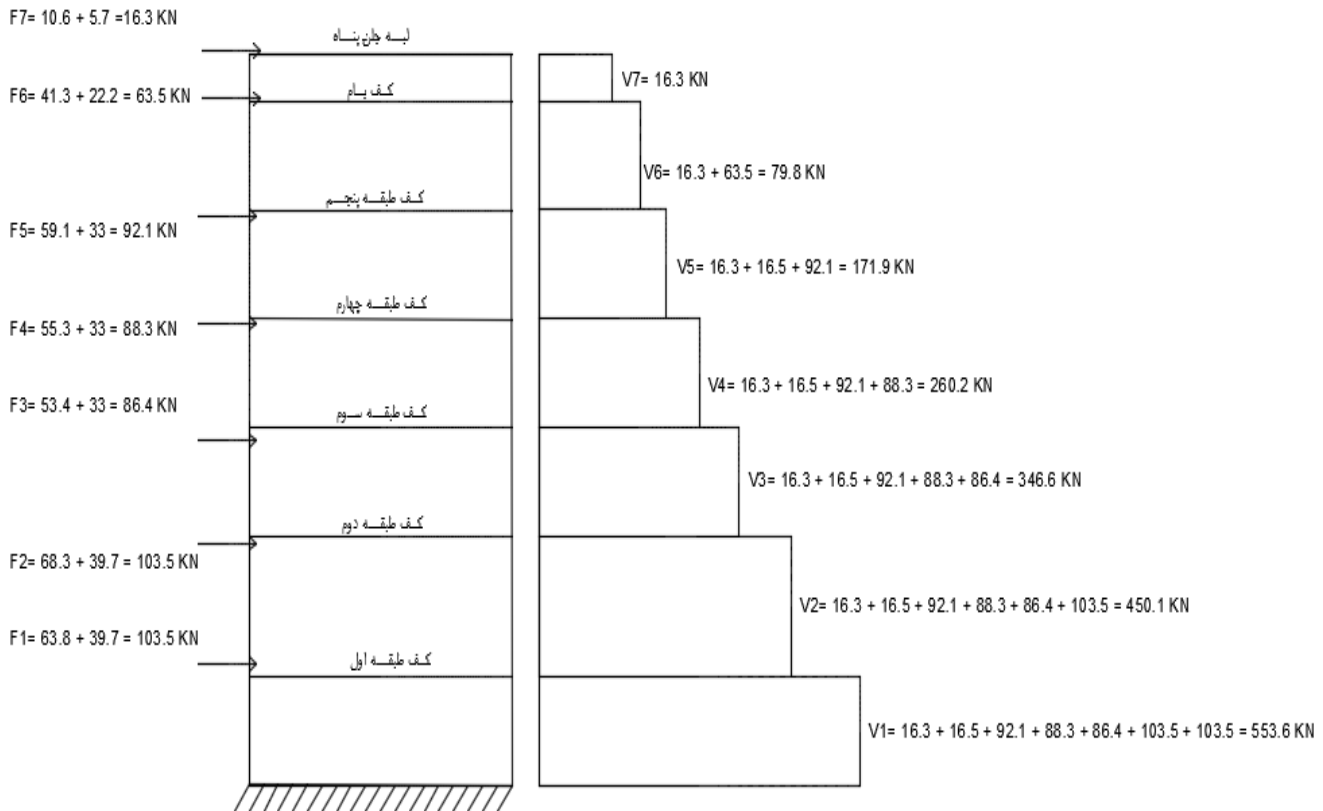 F7= 10.6 + 5.7 =16.3 KN
لبه جان پناه
V7= 16.3 KN
F6= 41.3 + 22.2 = 63.5 KN
کف بام
V6= 16.3 + 63.5 = 79.8 KN
کف طبقه پنجم
F5= 59.1 + 33 = 92.1 KN
V5= 16.3 + 16.5 + 92.1 = 171.9 KN
کف طبقه چهارم
F4= 55.3 + 33 = 88.3 KN
V4= 16.3 + 16.5 + 92.1 + 88.3 = 260.2 KN
F3= 53.4 + 33 = 86.4 KN
کف طبقه سوم
V3= 16.3 + 16.5 + 92.1 + 88.3 + 86.4 = 346.6 KN
کف طبقه دوم
F2= 68.3 + 39.7 = 103.5 KN
V2= 16.3 + 16.5 + 92.1 + 88.3 + 86.4 + 103.5 = 450.1 KN
F1= 63.8 + 39.7 = 103.5 KN
کف طبقه اول
V1= 16.3 + 16.5 + 92.1 + 88.3 + 86.4 + 103.5 + 103.5 = 553.6 KN